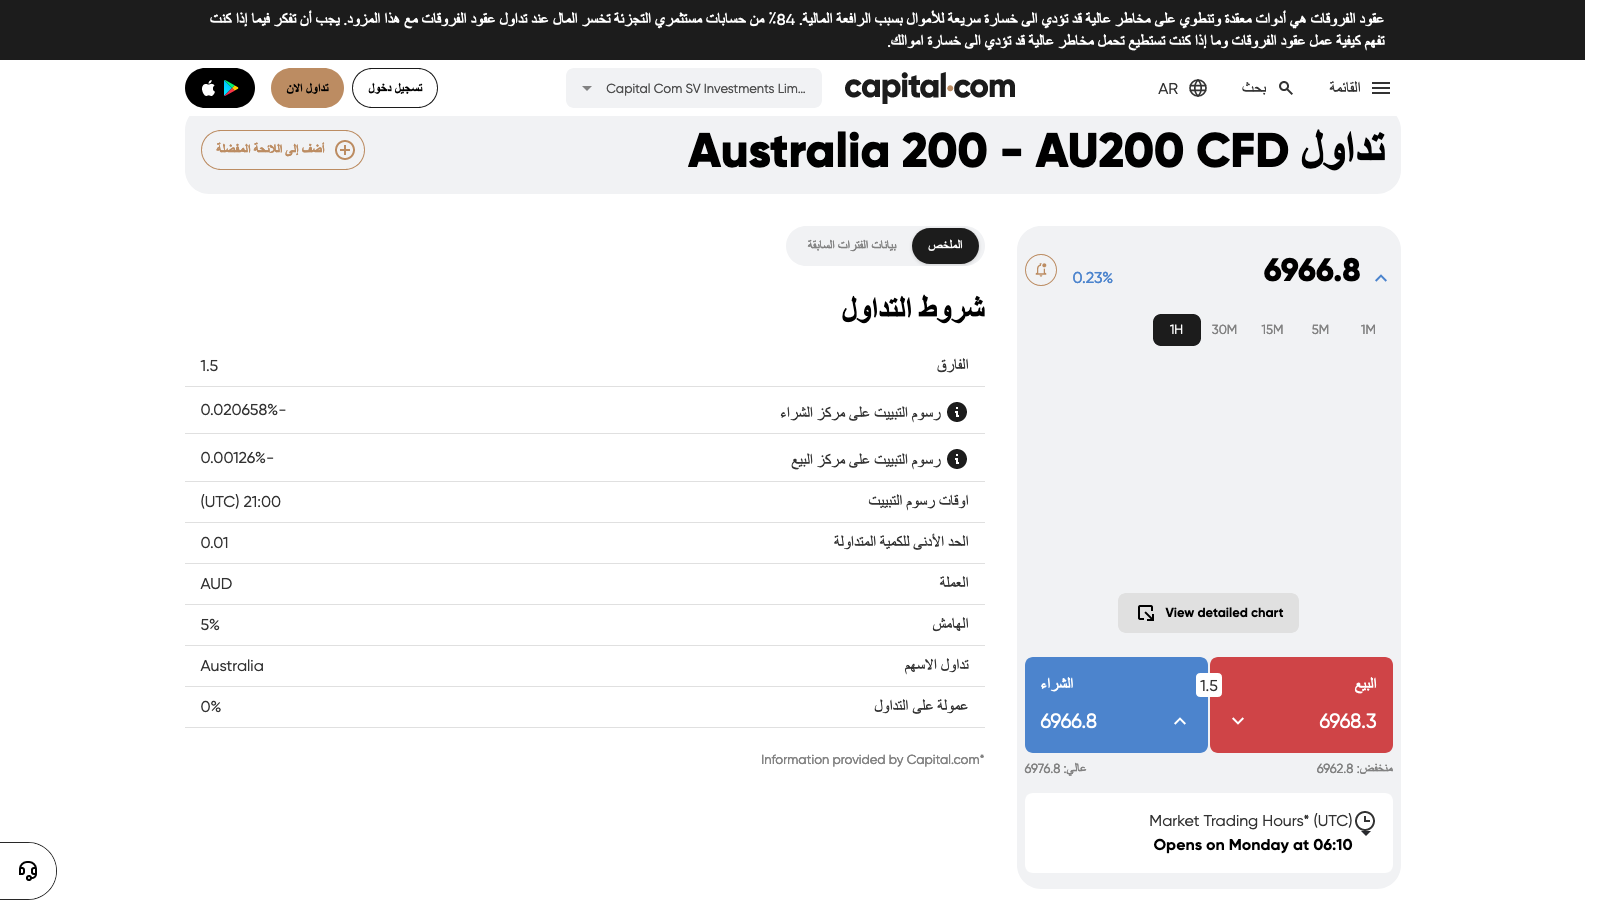 عقود الفروقات هي أدوات معقدة وتنطوي على مخاطر عالية قد تؤدي الى خسارة سريعة للأموال بسبب الرافعة المالية. 84٪ من حسابات مستثمري التجزئة تخسر المال عند تداول عقود الفروقات مع هذا المزود. يجب أن تفكر فيما إذا كنت
تفهم كيفية عمل عقود الفروقات وما إذا كنت تستطيع تحمل مخاطر عالية قد تؤدي الى خسارة اموالك.
القائمة
بحث
AR
capital.com
Capital Com SV Investments Lim...
تسجيل دخول
تداول الان
تداول Australia 200 - AU200 CFD
أضف إلى اللائحة المفضلة
6966.8
0.23%
1M
5M
15M
30M
1H
View detailed chart
البيع
6968.3
1.5
الشراء
6966.8
منخفض: 6962.8
عالي: 6976.8
Market Trading Hours* (UTC)
Opens on Monday at 06:10
الملخص
بيانات الفترات السابقة
شروط التداول
الفارق 1.5
رسوم التبييت على مركز الشراء 0.020658%-
رسوم التبييت على مركز البيع 0.00126%-
اوقات رسوم التبييت 21:00 (UTC)
الحد الأدنى للكمية المتداولة 0.01
العملة AUD
الهامش 5%
تداول الاسهم Australia
عمولة على التداول 0%
Information provided by Capital.com*